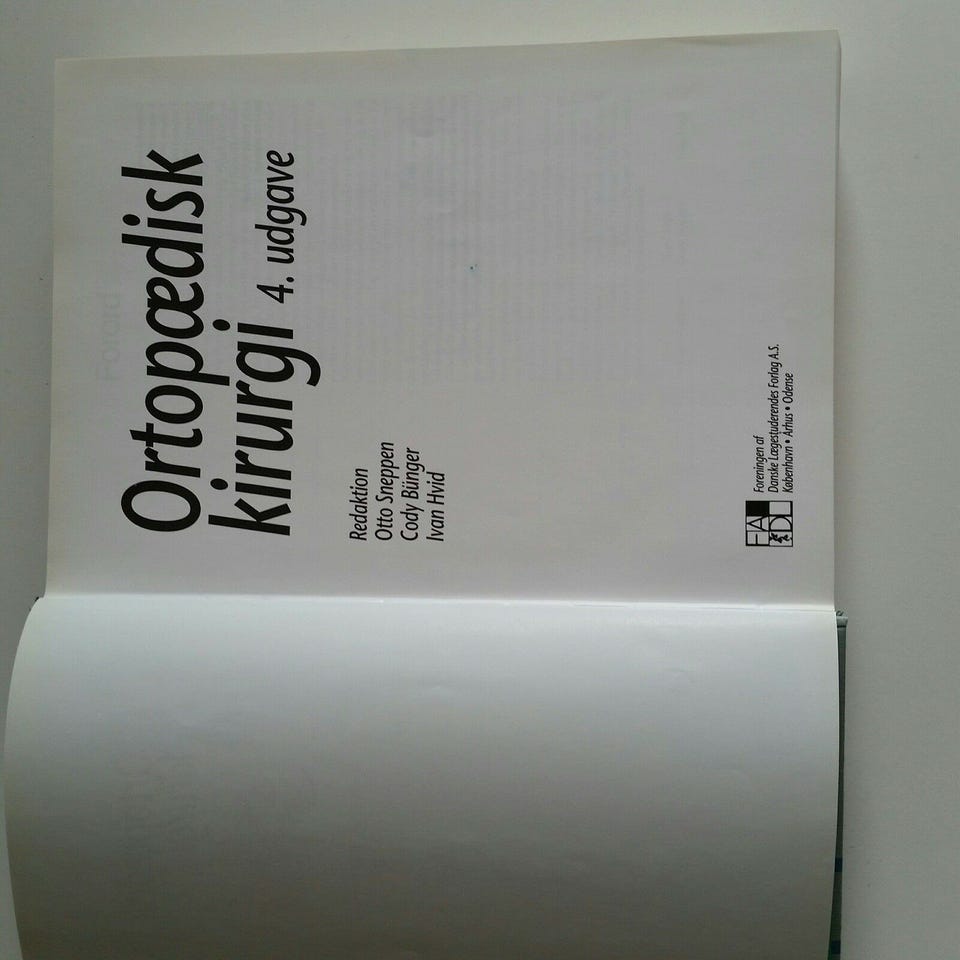 Ortopædisk
kirurgi 4. udgave
Redaktion
Otto Sneppen
Cody Bünger
Ivan Hvid
FADL
Foreningen af
Danske Lægestuderendes Forlag A.S.
København • Århus • Odense